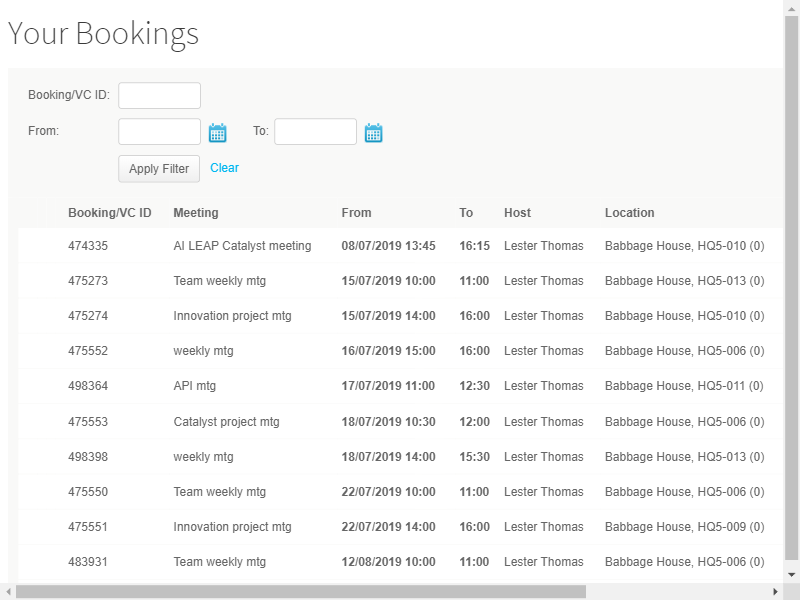 Your Bookings
Booking/VC ID:
From: To:
Apply Filter Clear
Booking/VC ID Meeting From To Host Location
474335 AI LEAP Catalyst meeting 08/07/2019 13:45 16:15 Lester Thomas Babbage House, HQ5-010 (0)
475273 Team weekly mtg 15/07/2019 10:00 11:00 Lester Thomas Babbage House, HQ5-013 (0)
475274 Innovation project mtg 15/07/2019 14:00 16:00 Lester Thomas Babbage House, HQ5-010 (0)
475552 weekly mtg 16/07/2019 15:00 16:00 Lester Thomas Babbage House, HQ5-006 (0)
498364 API mtg 17/07/2019 11:00 12:30 Lester Thomas Babbage House, HQ5-011 (0)
475553 Catalyst project mtg 18/07/2019 10:30 12:00 Lester Thomas Babbage House, HQ5-006 (0)
498398 weekly mtg 18/07/2019 14:00 15:30 Lester Thomas Babbage House, HQ5-013 (0)
475550 Team weekly mtg 22/07/2019 10:00 11:00 Lester Thomas Babbage House, HQ5-006 (0)
475551 Innovation project mtg 22/07/2019 14:00 16:00 Lester Thomas Babbage House, HQ5-009 (0)
483931 Team weekly mtg 12/08/2019 10:00 11:00 Lester Thomas Babbage House, HQ5-006 (0)